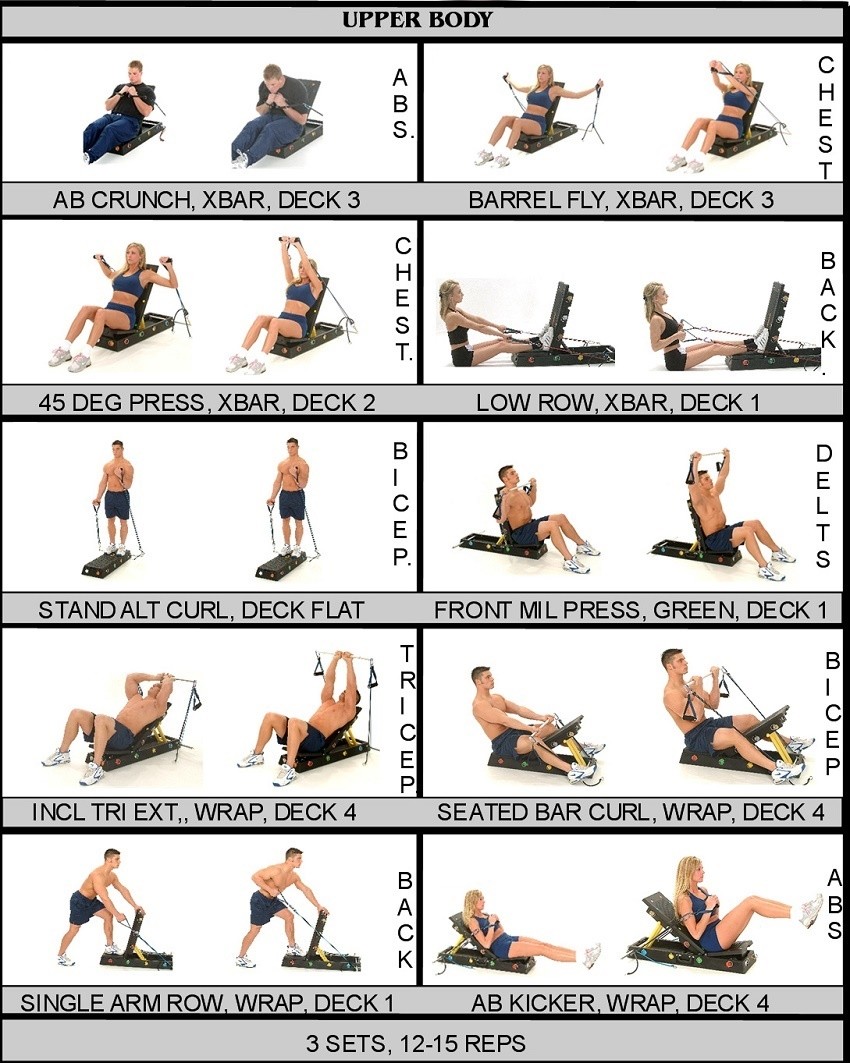 UPPER BODY
ABS.
AB CRUNCH, XBAR, DECK 3
CHEST
BARREL FLY, XBAR, DECK 3
CHEST.
45 DEG PRESS, XBAR, DECK 2
BACK.
LOW ROW, XBAR, DECK 1
BICEP.
STAND ALT CURL, DECK FLAT
DELTS
FRONT MIL PRESS, GREEN, DECK 1
TRICEP
INCL TRI EXT,, WRAP, DECK 4
BICEP
SEATED BAR CURL, WRAP, DECK 4
BACK
SINGLE ARM ROW, WRAP, DECK 1
ABS
AB KICKER, WRAP, DECK 4
3 SETS, 12-15 REPS